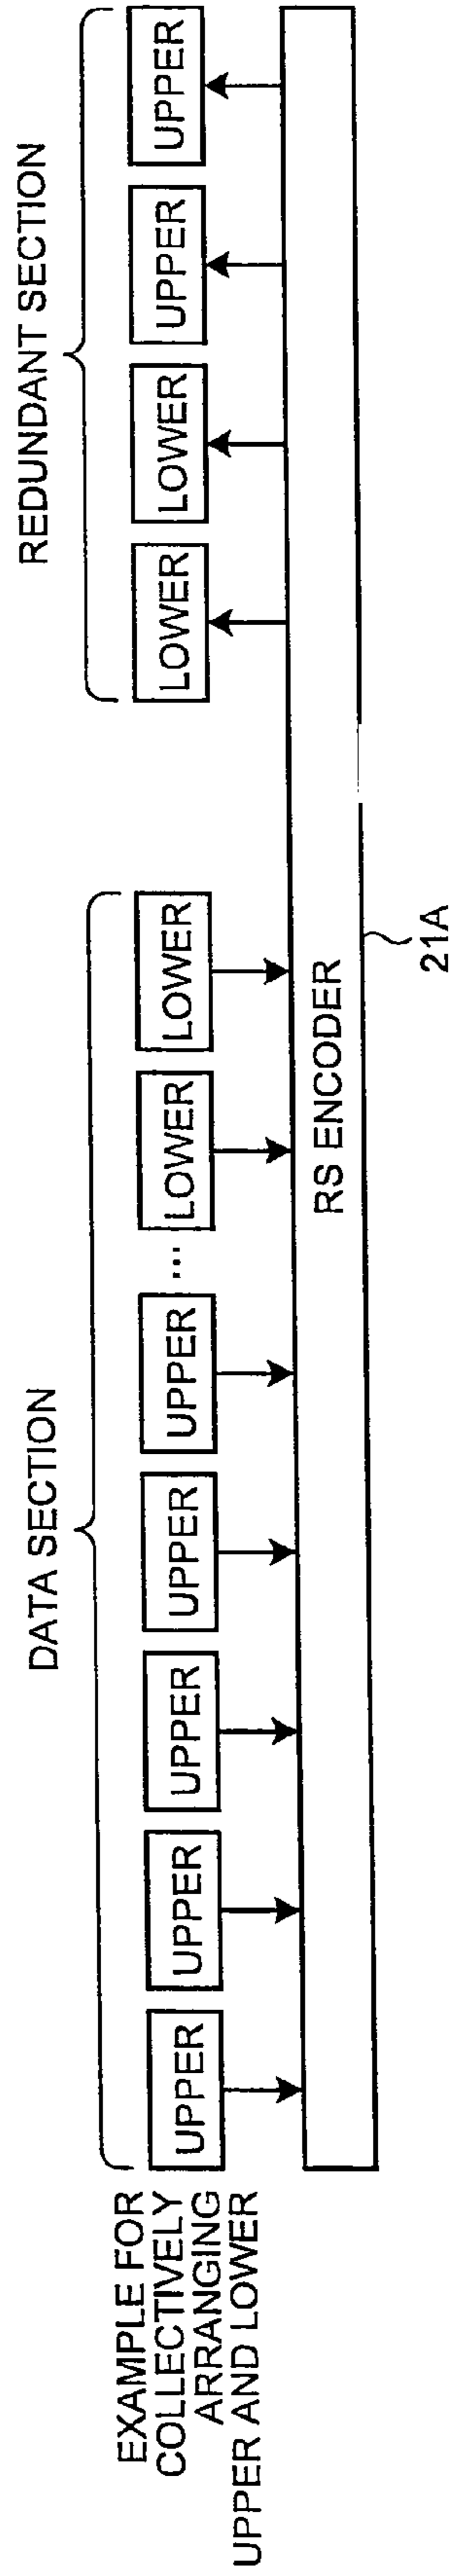 EXAMPLE FOR
COLLECTIVELY
ARRANGING
UPPER AND LOWER
DATA SECTION
UPPER
UPPER
UPPER
UPPER
UPPER
...
LOWER
LOWER
REDUNDANT SECTION
LOWER
LOWER
UPPER
UPPER
RS ENCODER
21A